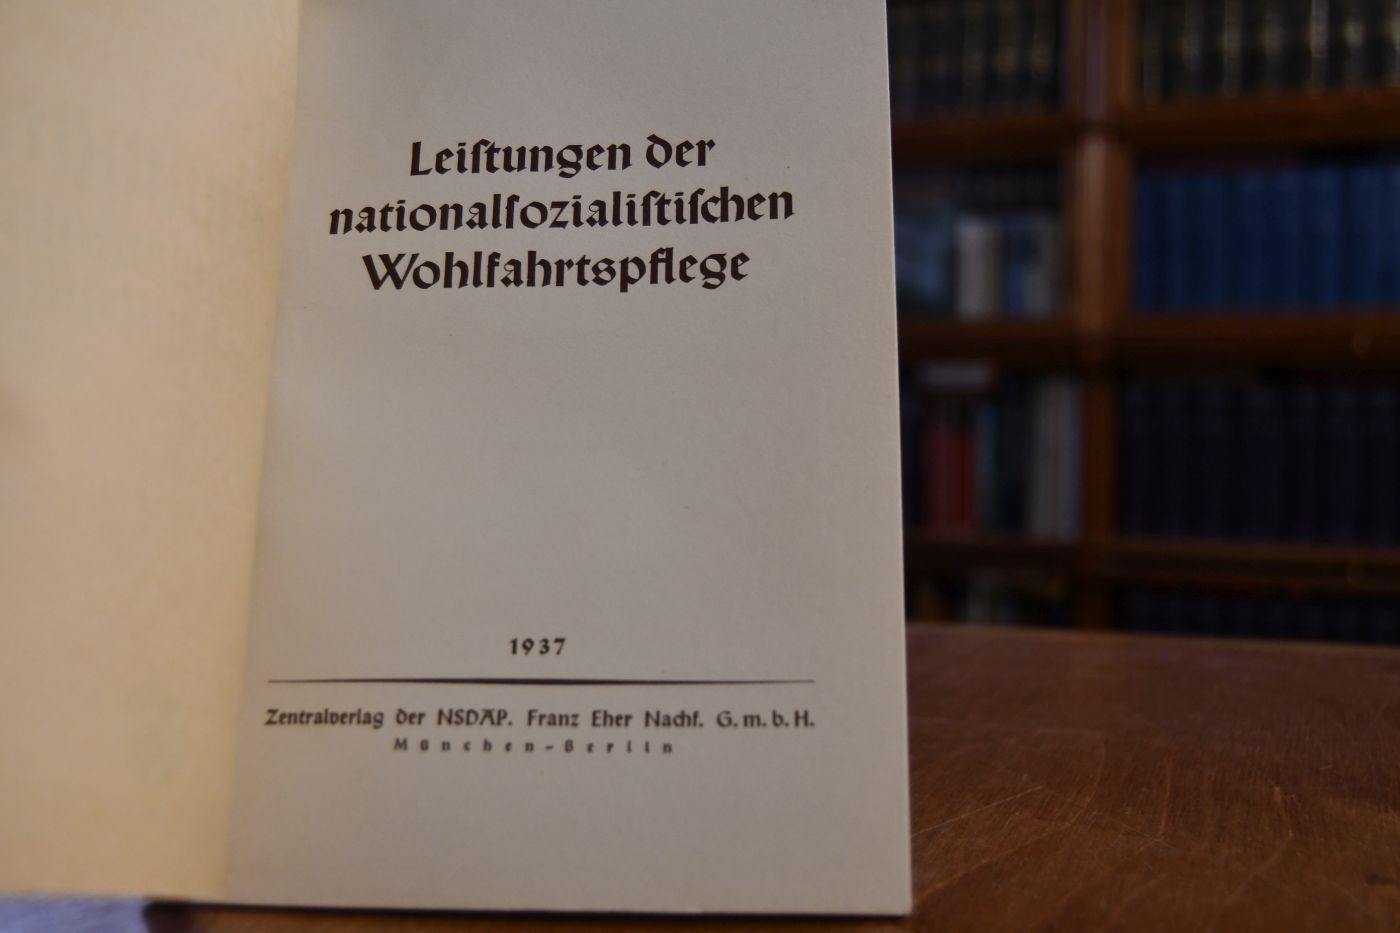 Leiſtungen der
nationalſozialiſtiſchen
Wohlfahrtspflege
1937
Zentralverlag der NSDAP. Franz Eher Nachf. G. m. b. H.
München-Berlin